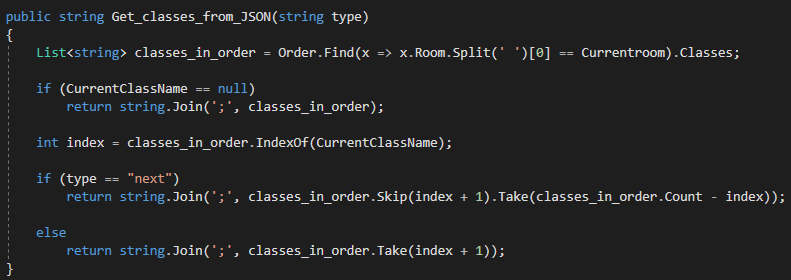 public string Get_classes_from_JSON(string type)
{
    List<string> classes_in_order = Order.Find(x => x.Room.Split(' ')[0] == Currentroom).Classes;

    if (CurrentClassName == null)
        return string.Join(';', classes_in_order);

    int index = classes_in_order.IndexOf(CurrentClassName);

    if (type == "next")
        return string.Join(';', classes_in_order.Skip(index + 1).Take(classes_in_order.Count - index));

    else
        return string.Join(';', classes_in_order.Take(index + 1));
}